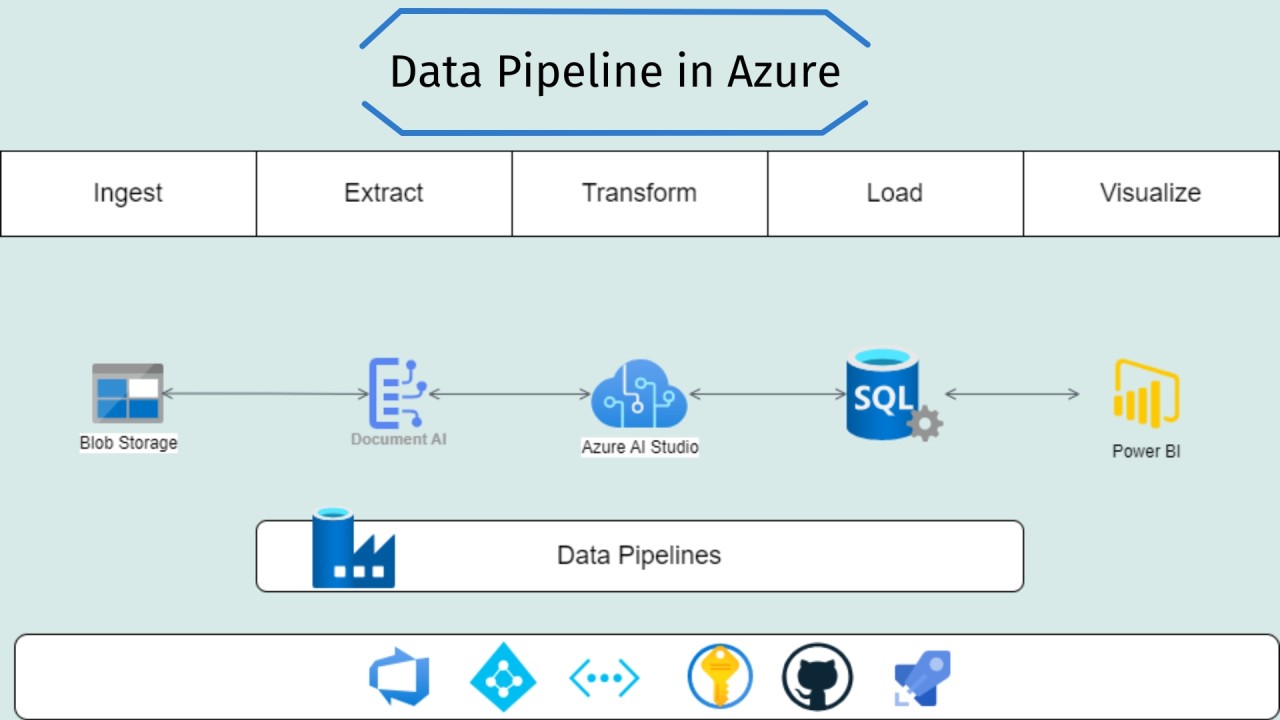 Data Pipeline in Azure
Ingest
Extract
Transform
Load
Visualize
SQL
Blob Storage
Document AI
Azure AI Studio
Power BI
Data Pipelines